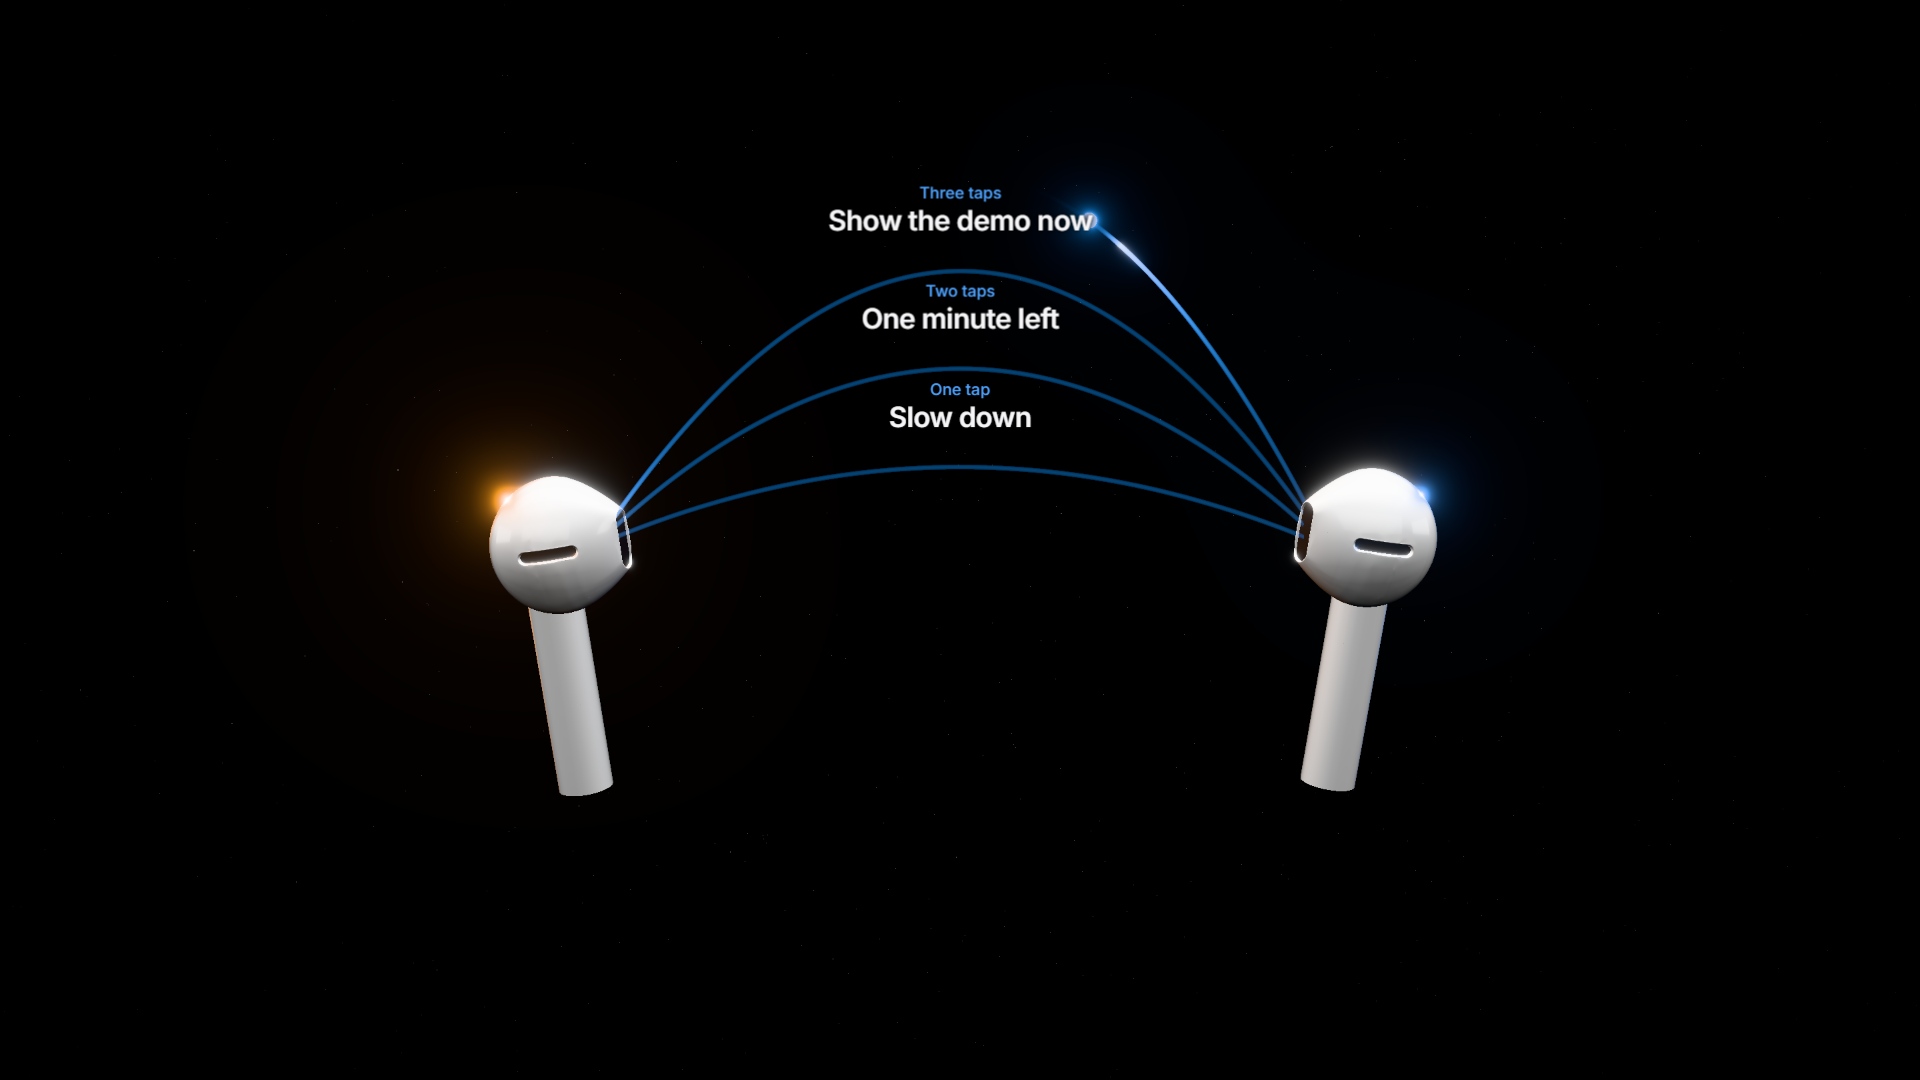 Three taps
Show the demo now
Two taps
One minute left
One tap
Slow down